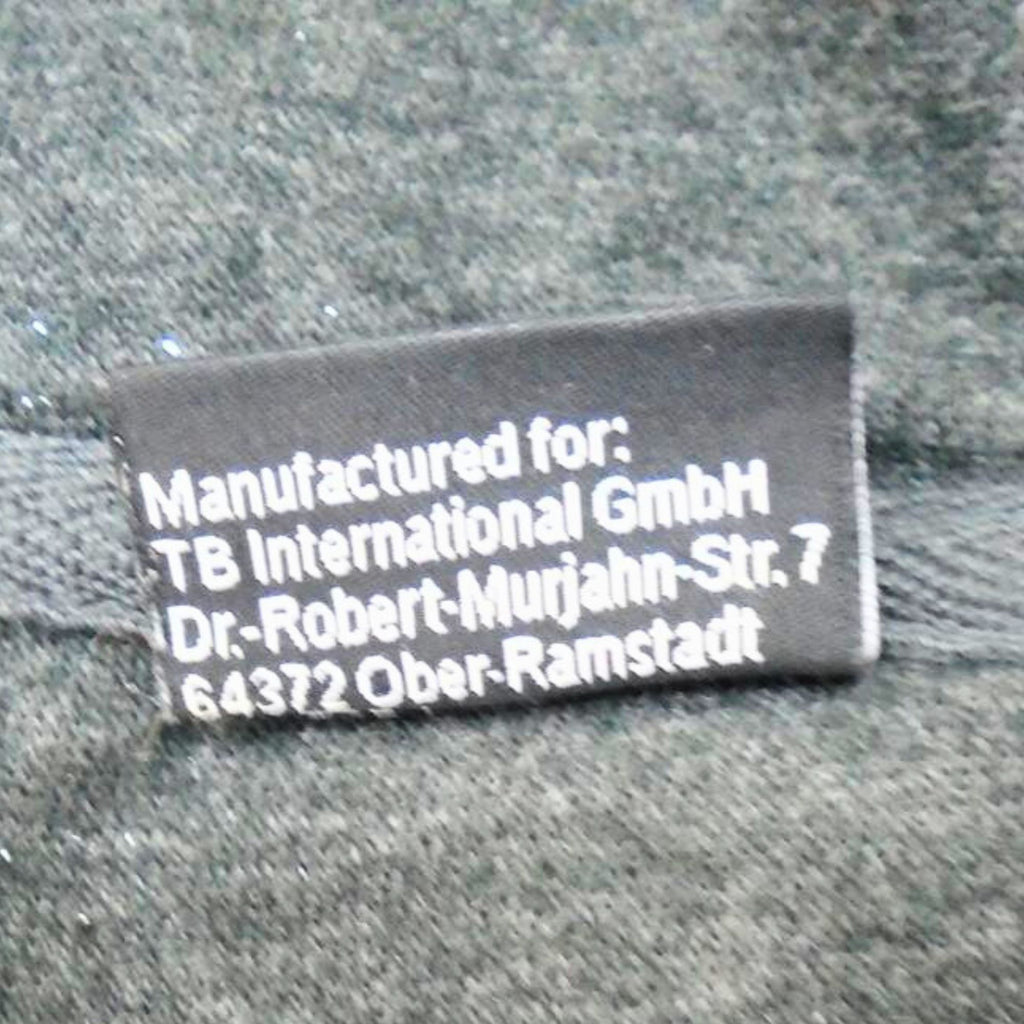 Manufactured for:
TB International GmbH
Dr.-Robert-Murjahn-Str. 7
64372 Ober-Ramstadt